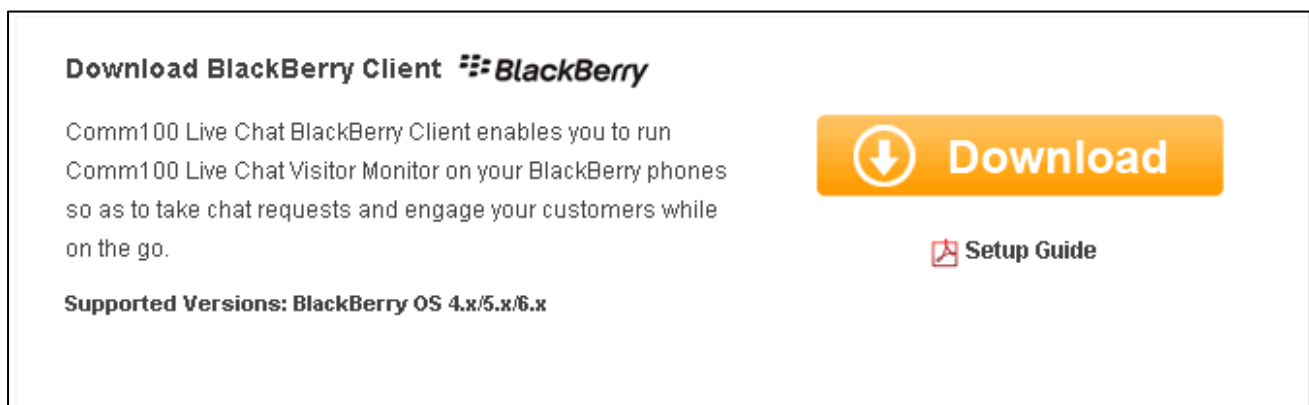 Download BlackBerry Client BlackBerry
Comm100 Live Chat BlackBerry Client enables you to run
Comm100 Live Chat Visitor Monitor on your BlackBerry phones
so as to take chat requests and engage your customers while
on the go.
Supported Versions: BlackBerry OS 4.x/5.x/6.x
Download
Setup Guide